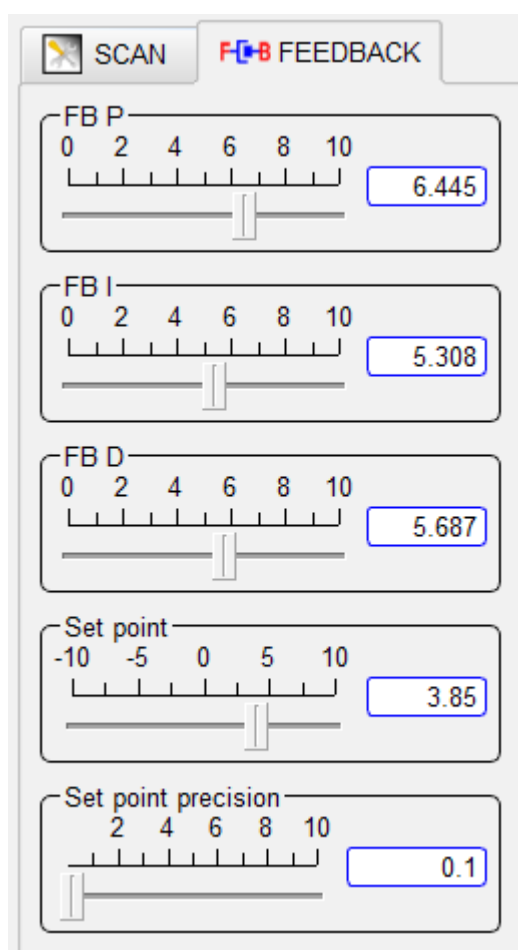 SCAN F-B FEEDBACK
FB P
0 2 4 6 8 10
6.445
FB I
0 2 4 6 8 10
5.308
FB D
0 2 4 6 8 10
5.687
Set point
-10 -5 0 5 10
3.85
Set point precision
2 4 6 8 10
0.1